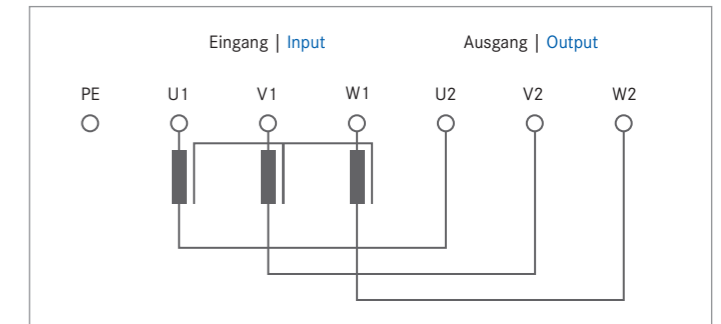 Eingang | Input Ausgang | Output
PE U1 V1 W1 U2 V2 W2